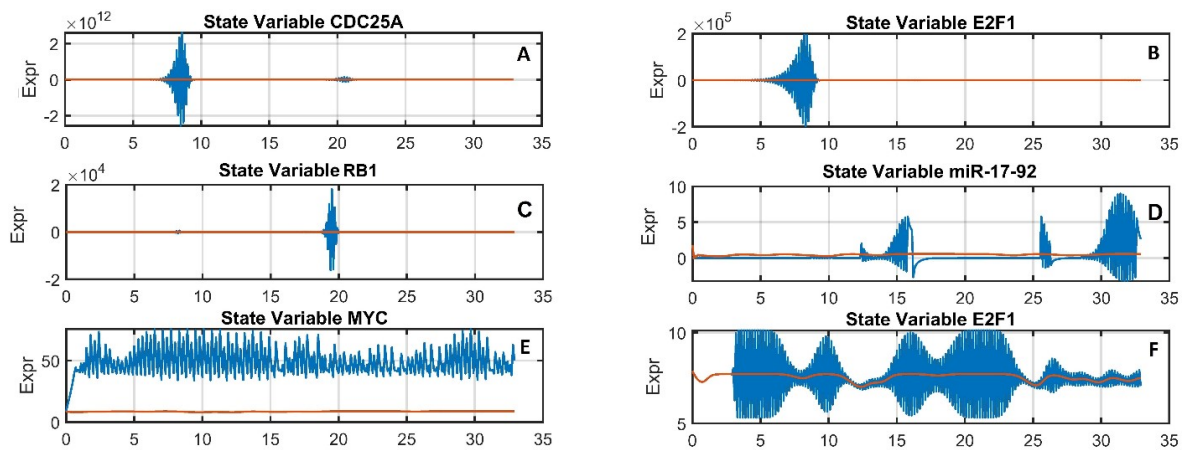 State Variable CDC25A
×10^12
2
0
-2
Expr
A
0 5 10 15 20 25 30 35
State Variable E2F1
×10^5
2
0
-2
Expr
B
0 5 10 15 20 25 30 35
State Variable RB1
×10^4
2
0
-2
Expr
C
0 5 10 15 20 25 30 35
State Variable miR-17-92
10
5
0
Expr
D
0 5 10 15 20 25 30 35
State Variable MYC
50
0
Expr
E
0 5 10 15 20 25 30 35
State Variable E2F1
10
5
Expr
F
0 5 10 15 20 25 30 35